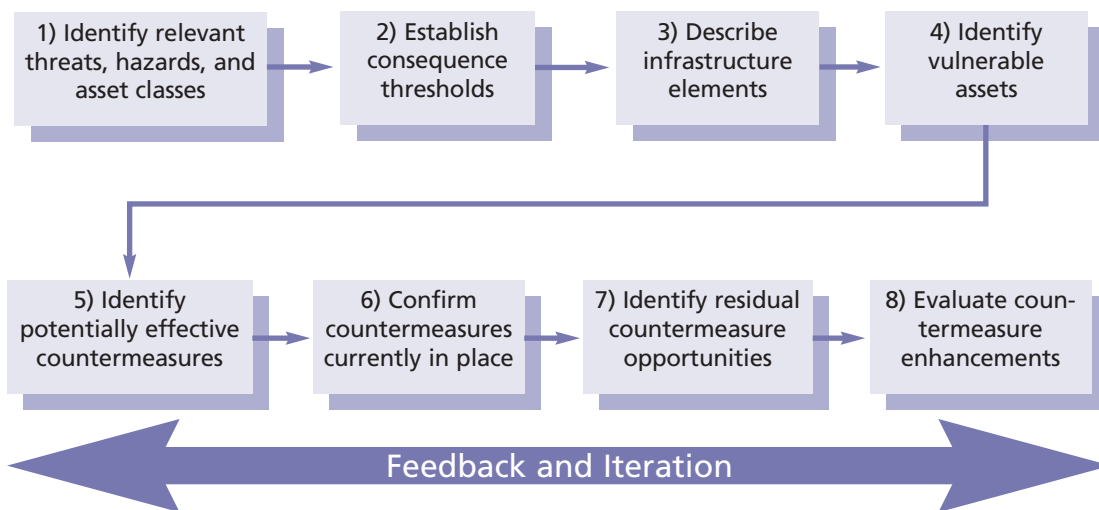 1) Identify relevant
threats, hazards, and
asset classes
2) Establish
consequence
thresholds
3) Describe
infrastructure
elements
4) Identify
vulnerable
assets
5) Identify
potentially effective
countermeasures
6) Confirm
countermeasures
currently in place
7) Identify residual
countermeasure
opportunities
8) Evaluate coun-
termeasure
enhancements
Feedback and Iteration